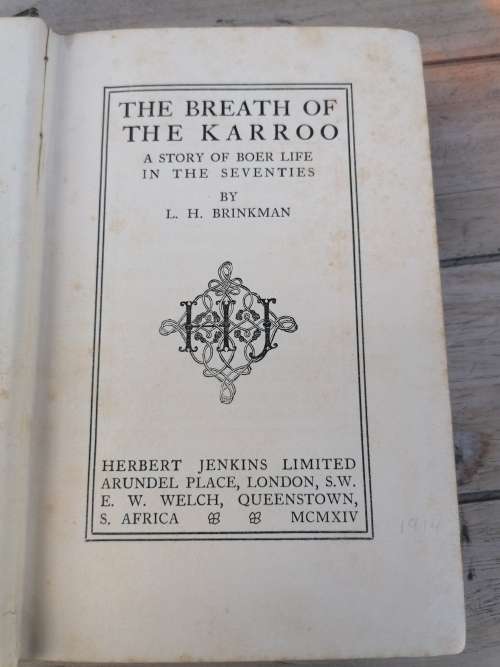 THE BREATH OF
THE KARROO
A STORY OF BOER LIFE
IN THE SEVENTIES
BY
L. H. BRINKMAN
HJ
HERBERT JENKINS LIMITED
ARUNDEL PLACE, LONDON, S.W.
E. W. WELCH, QUEENSTOWN,
S. AFRICA MCMXIV
1914